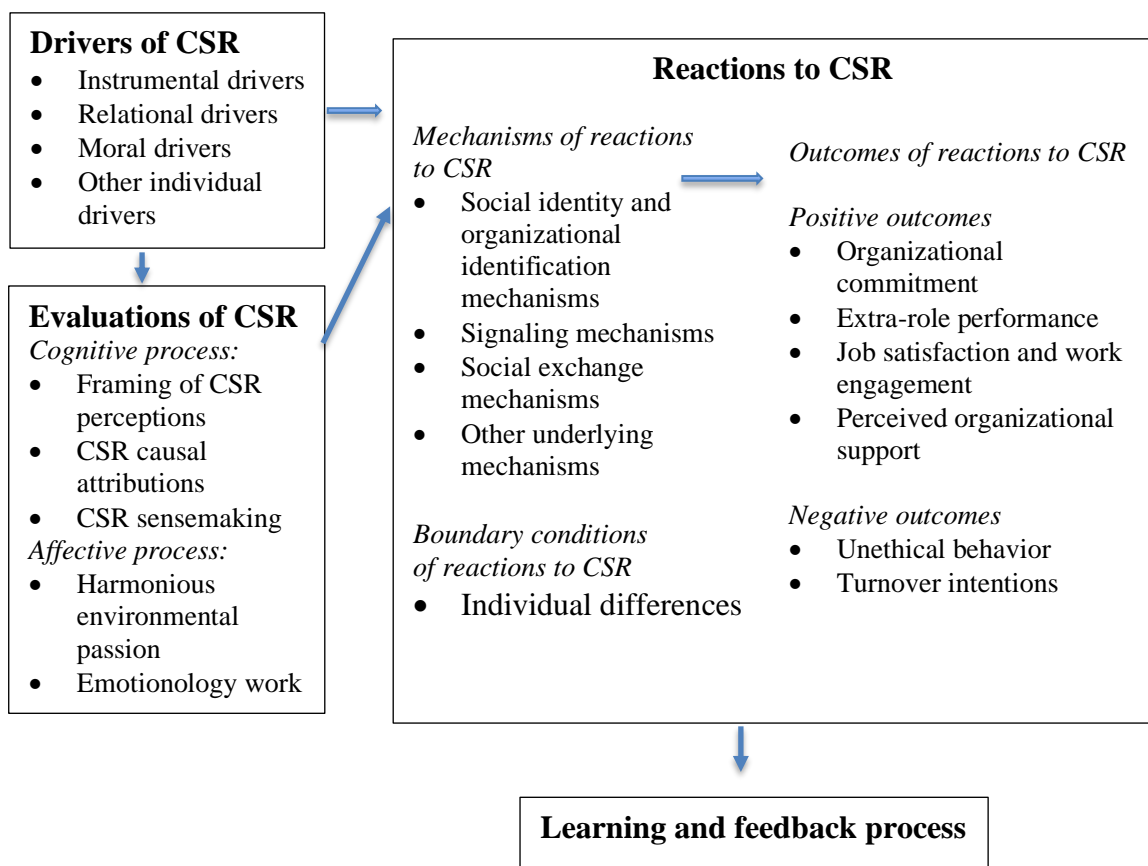 Drivers of CSR
• Instrumental drivers
• Relational drivers
• Moral drivers
• Other individual
drivers
Evaluations of CSR
Cognitive process:
• Framing of CSR
perceptions
• CSR causal
attributions
• CSR sensemaking
Affective process:
• Harmonious
environmental
passion
• Emotionology work
Reactions to CSR
Mechanisms of reactions
to CSR
• Social identity and
organizational
identification
mechanisms
• Signaling mechanisms
• Social exchange
mechanisms
• Other underlying
mechanisms
Boundary conditions
of reactions to CSR
• Individual differences
Outcomes of reactions to CSR
Positive outcomes
• Organizational
commitment
• Extra-role performance
• Job satisfaction and work
engagement
• Perceived organizational
support
Negative outcomes
• Unethical behavior
• Turnover intentions
Learning and feedback process